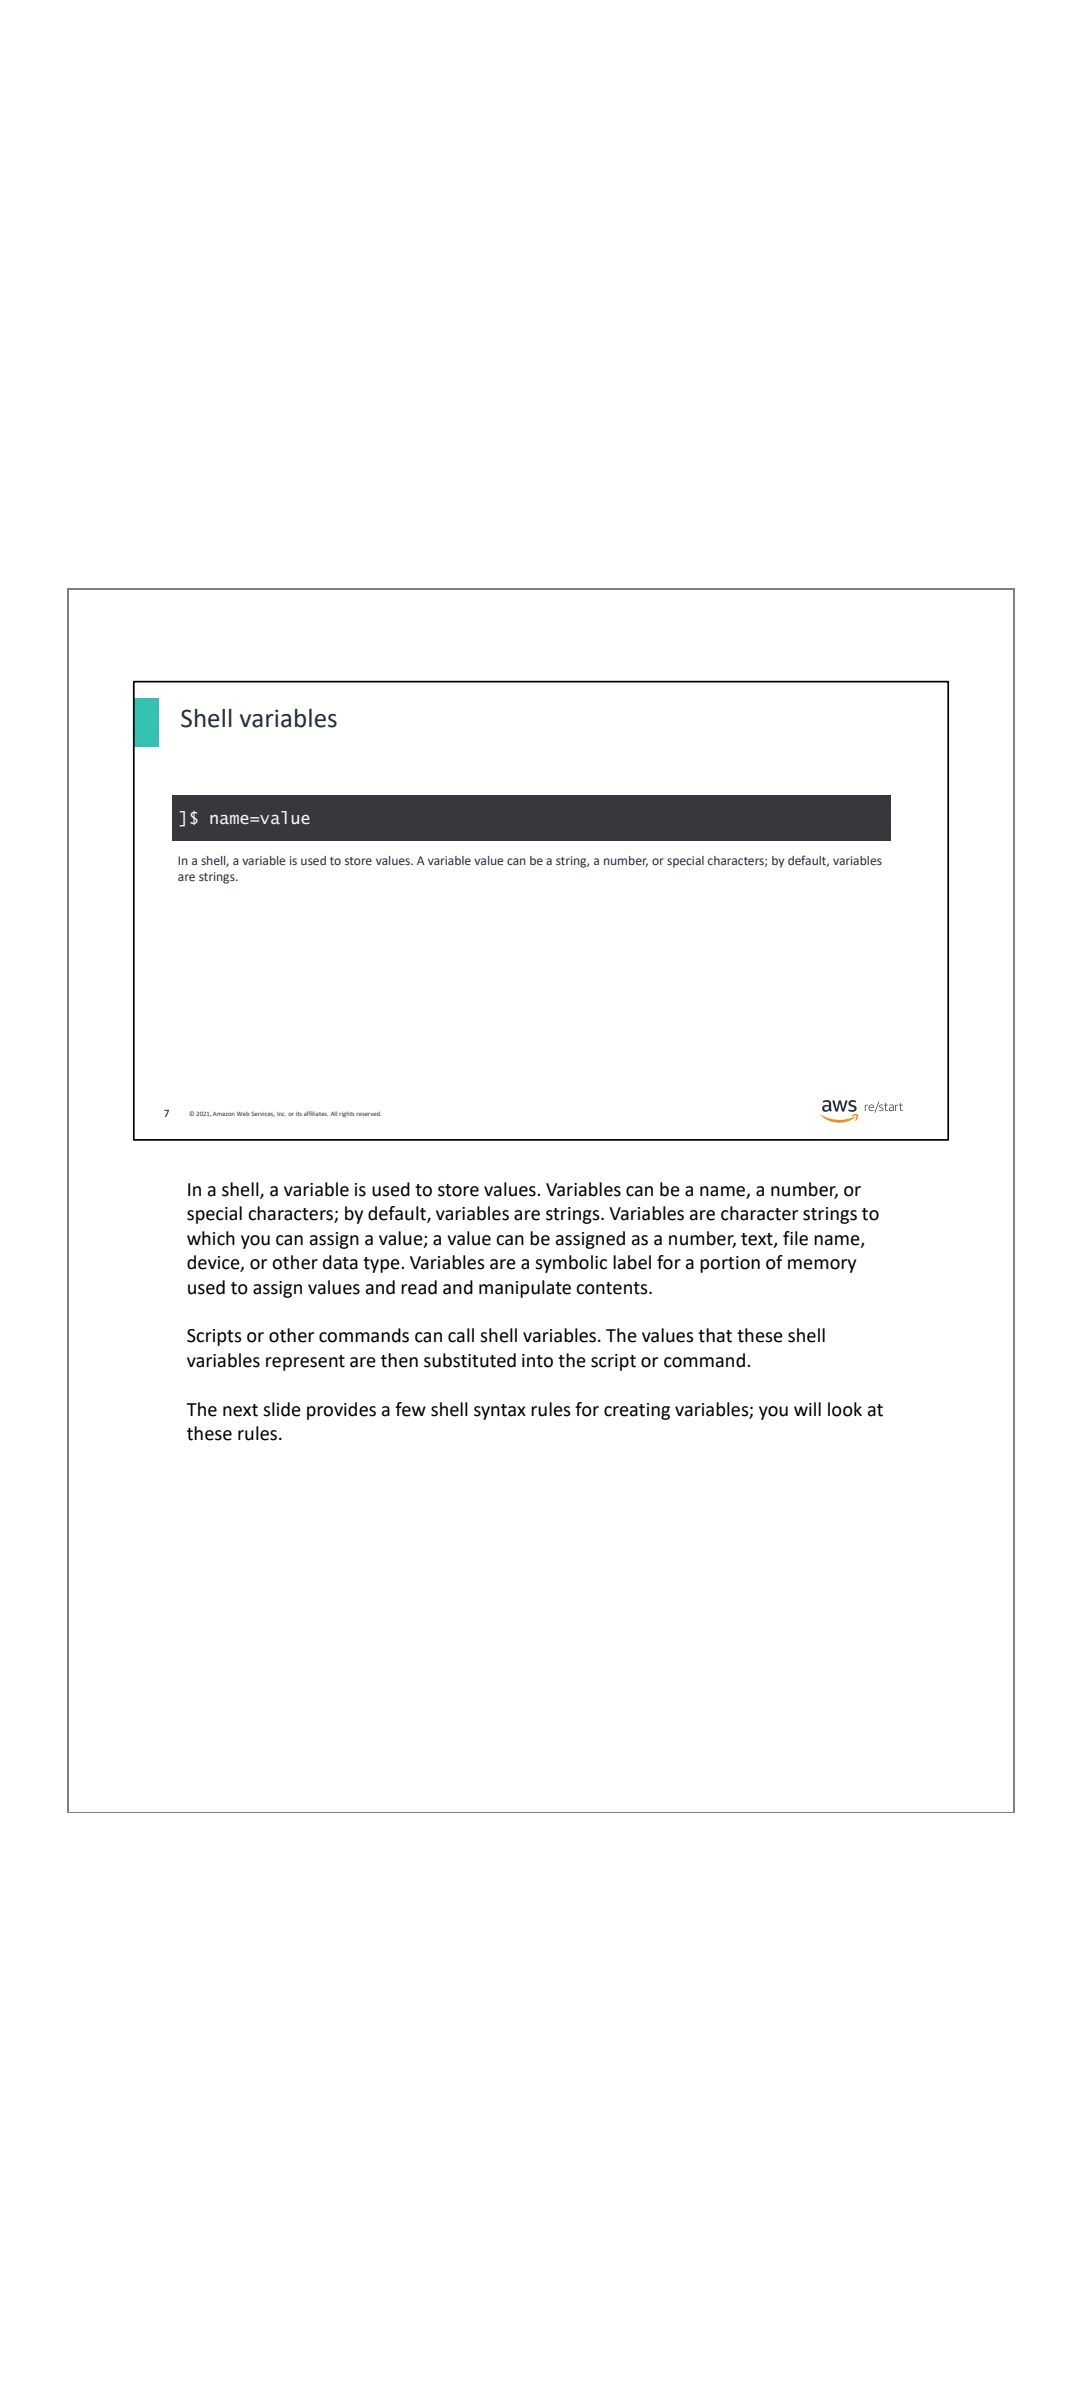 Shell variables
]$ name=value
In a shell, a variable is used to store values. A variable value can be a string, a number, or special characters; by default, variables
are strings.
7 © 2021, Amazon Web Services, Inc. or its affiliates. All rights reserved.
aws re/start
In a shell, a variable is used to store values. Variables can be a name, a number, or
special characters; by default, variables are strings. Variables are character strings to
which you can assign a value; a value can be assigned as a number, text, file name,
device, or other data type. Variables are a symbolic label for a portion of memory
used to assign values and read and manipulate contents.
Scripts or other commands can call shell variables. The values that these shell
variables represent are then substituted into the script or command.
The next slide provides a few shell syntax rules for creating variables; you will look at
these rules.